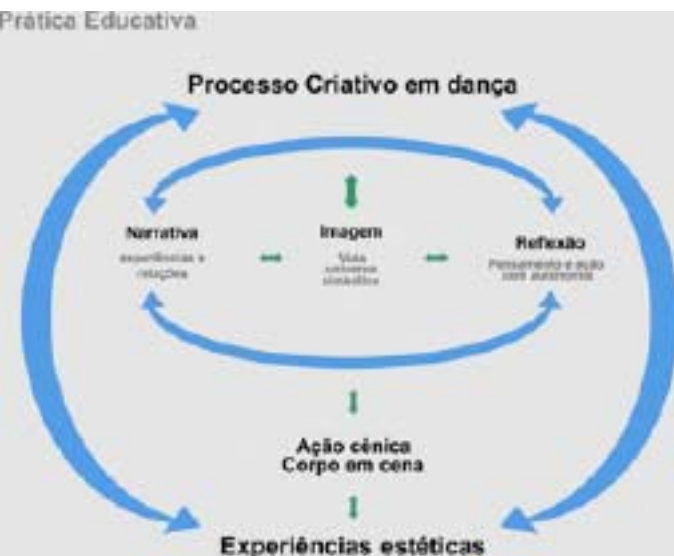 Prática Educativa
Processo Criativo em dança
Narrativa
experiências e
relações
Imagem
Vida
universo
simbólico
Reflexão
Pensamento e ação
com autonomia
Ação cênica
Corpo em cena
Experiências estéticas